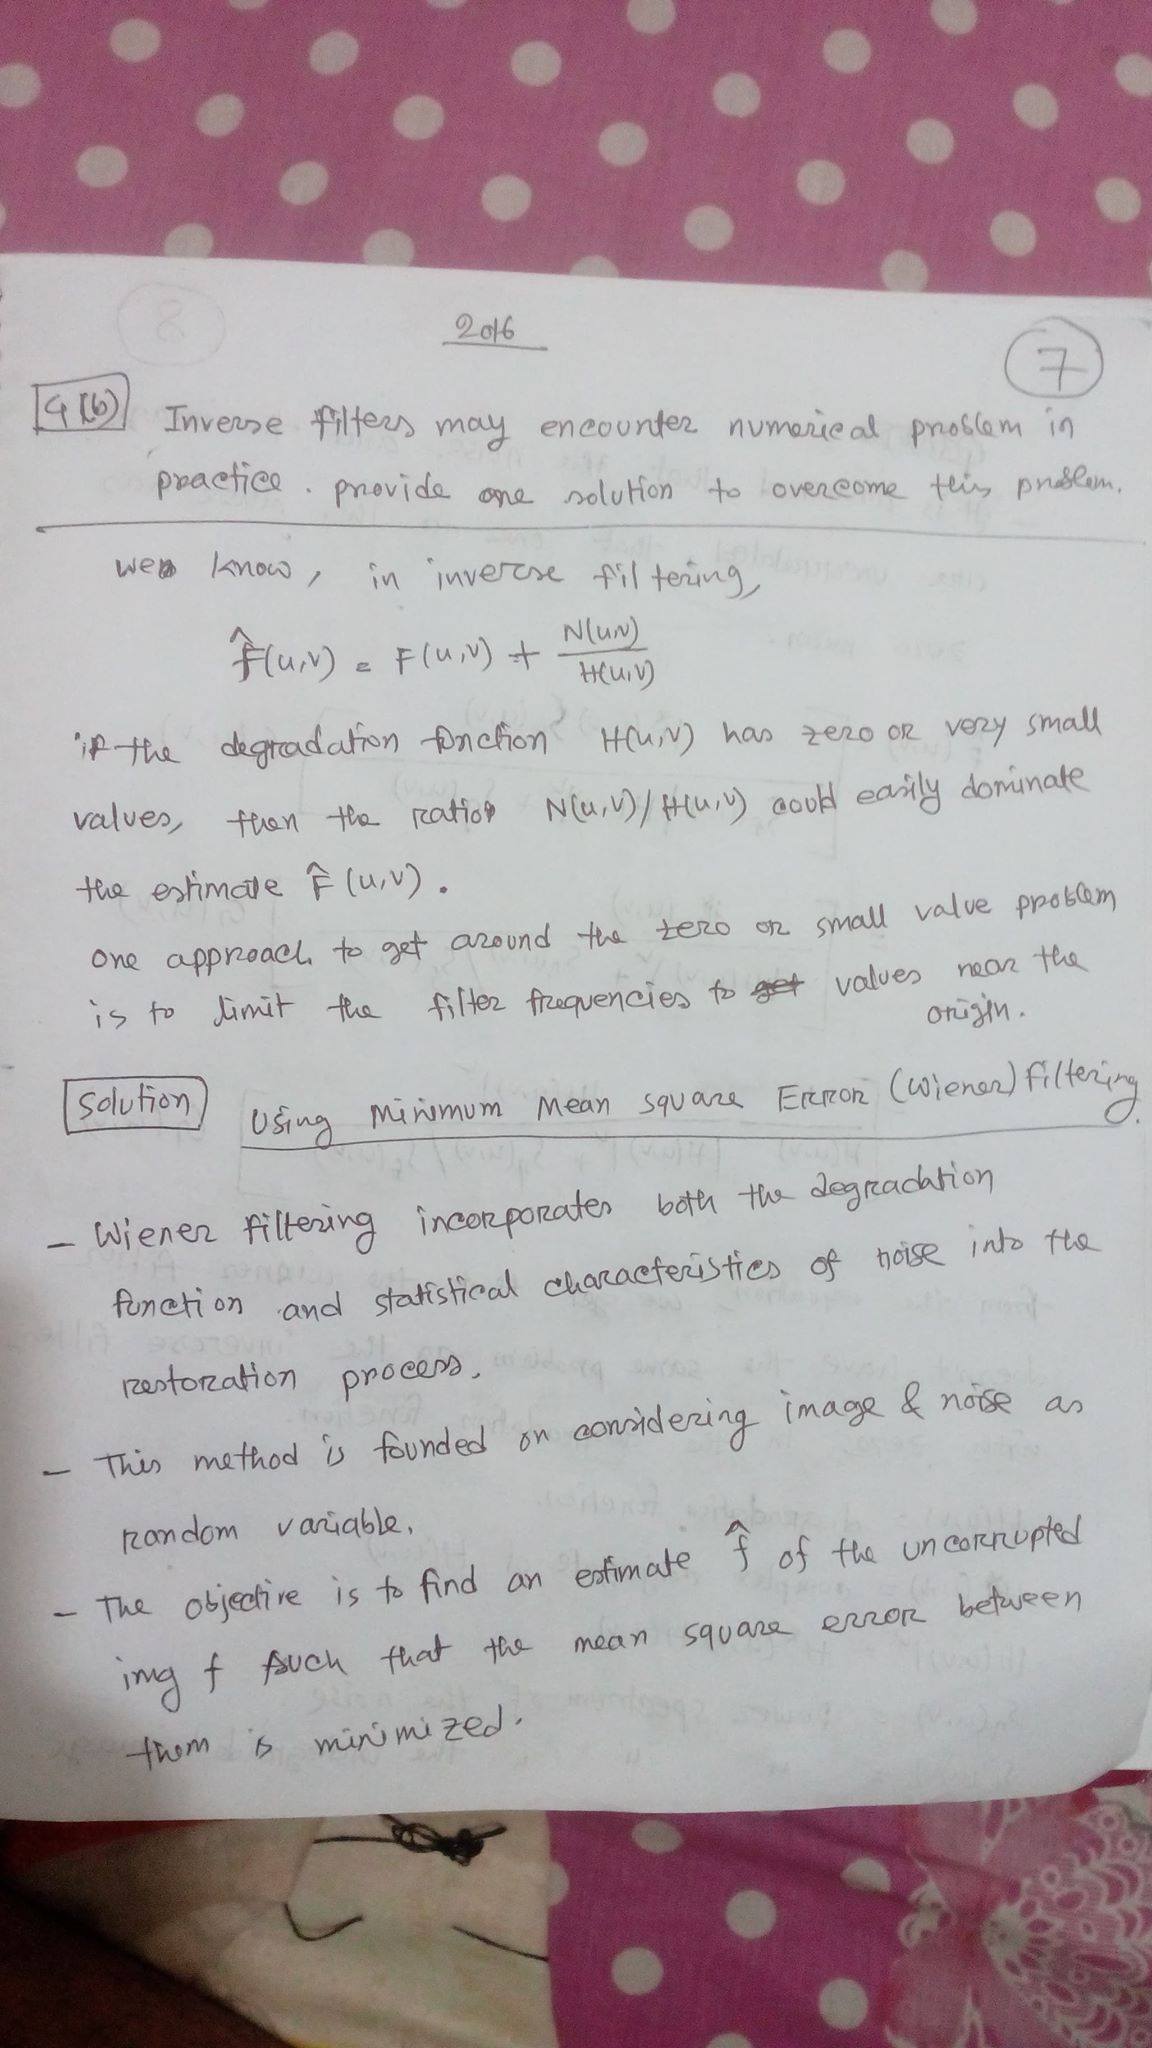 2016
7
4(b) Inverse filters may encounter numerical problem in
practice. provide one solution to overcome this problem.
we know, in inverse filtering,
F̂(u,v) = F(u,v) + N(u,v)/H(u,v)
if the degradation function H(u,v) has zero or very small
values, then the ratio N(u,v)/H(u,v) could easily dominate
the estimate F̂(u,v).
one approach to get around the zero or small value problem
is to limit the filter frequencies to get values near the
origin.
Solution Using Minimum Mean square Error (Wiener) Filtering.
- Wiener filtering incorporates both the degradation
function and statistical characteristics of noise into the
restoration process.
- This method is founded on considering image & noise as
random variable.
- The objective is to find an estimate f̂ of the uncorrupted
img f such that the mean square error between
them is minimized.